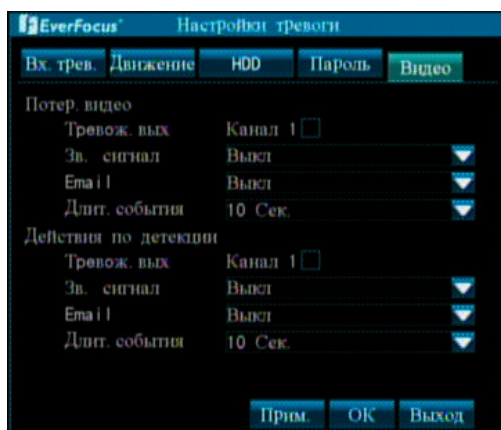 EverFocus Настройки тревоги
Вх. трев. Движение HDD Пароль Видео
Потер. видео
Тревож. вых Канал 1
Зв. сигнал Выкл
Email Выкл
Длит. события 10 Сек.
Действия по детекции
Тревож. вых Канал 1
Зв. сигнал Выкл
Email Выкл
Длит. события 10 Сек.
Прим. OK Выход